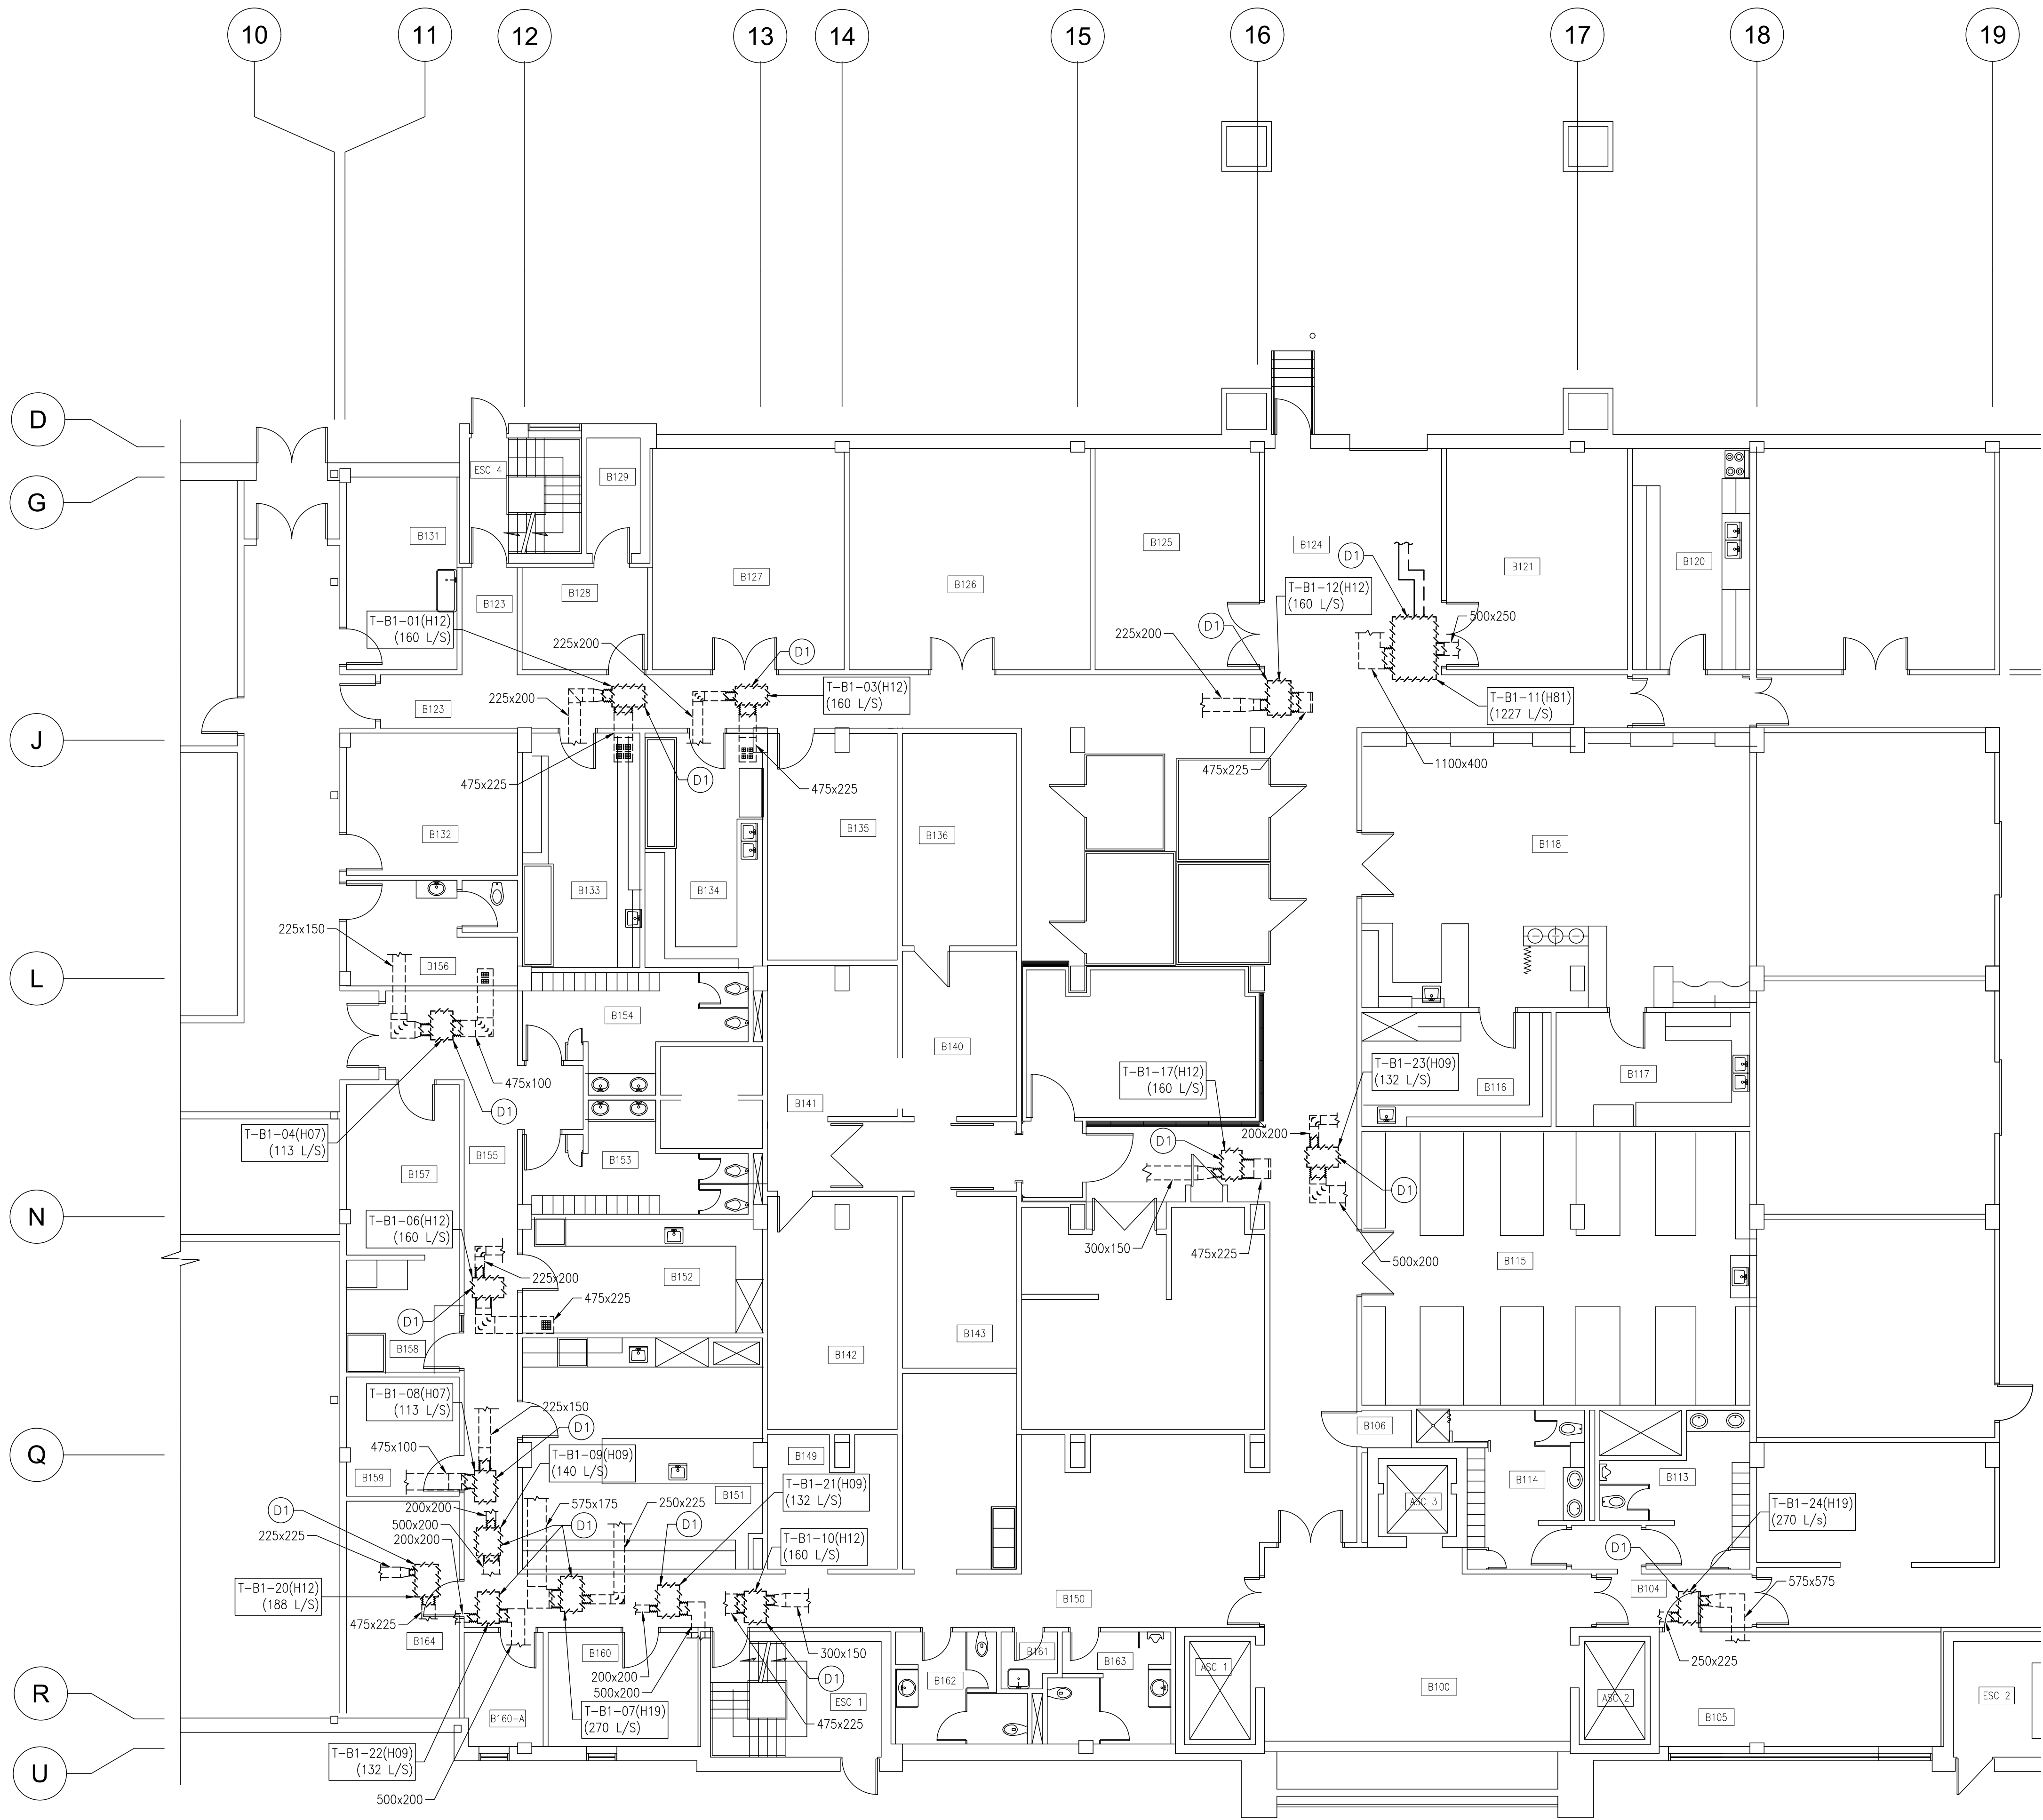 10 11 12 13 14 15 16 17 18 19
D
G
J
L
N
Q
R
U
ESC 4
B129
B131
B123
B128
B127
B126
B125
B124
B121
B120
D1
T-B1-12(H12)
(160 L/S)
D1
225x200
500x250
T-B1-11(H81)
(1227 L/S)
1100x400
475x225
T-B1-01(H12)
(160 L/S)
225x200
D1
T-B1-03(H12)
(160 L/S)
B123
225x200
475x225
D1
475x225
B132
B133
B134
B135
B136
B118
225x150
B156
B154
B140
475x100
D1
T-B1-04(H07)
(113 L/S)
B155
B141
T-B1-17(H12)
(160 L/S)
T-B1-23(H09)
(132 L/S)
B116
B117
B157
B153
D1
200x200
D1
300x150
475x225
500x200
T-B1-06(H12)
(160 L/S)
225x200
475x225
D1
B152
B158
B142
B143
B115
T-B1-08(H07)
(113 L/S)
225x150
D1
475x100
B159
T-B1-09(H09)
(140 L/S)
B149
B106
B114
B113
ASC 3
D1
200x200
500x200
200x200
225x225
575x175
D1
250x225
B151
D1
T-B1-21(H09)
(132 L/S)
T-B1-10(H12)
(160 L/S)
T-B1-24(H19)
(270 L/s)
D1
B104
575x575
250x225
T-B1-20(H12)
(188 L/S)
475x225
B164
B160
B150
200x200
500x200
T-B1-07(H19)
(270 L/S)
300x150
D1
475x225
ESC 1
B162
B161
B163
ASC 1
B100
ASC 2
B105
ESC 2
B160-A
T-B1-22(H09)
(132 L/S)
500x200